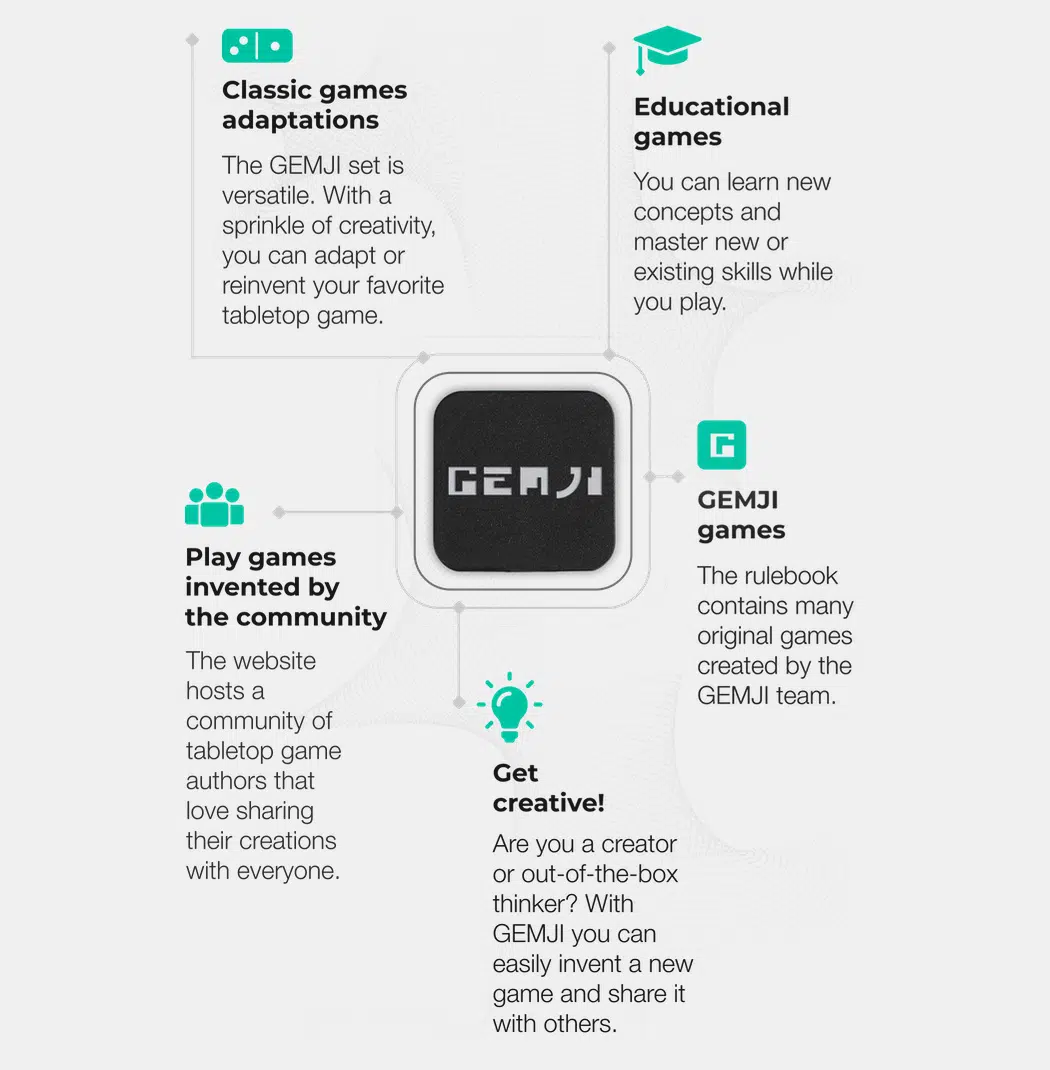 Classic games
adaptations
The GEMJI set is
versatile. With a
sprinkle of creativity,
you can adapt or
reinvent your favorite
tabletop game.
Educational
games
You can learn new
concepts and
master new or
existing skills while
you play.
GEMJI
G
GEMJI
games
The rulebook
contains many
original games
created by the
GEMJI team.
Play games
invented by
the community
The website
hosts a
community of
tabletop game
authors that
love sharing
their creations
with everyone.
Get
creative!
Are you a creator
or out-of-the-box
thinker? With
GEMJI you can
easily invent a new
game and share it
with others.